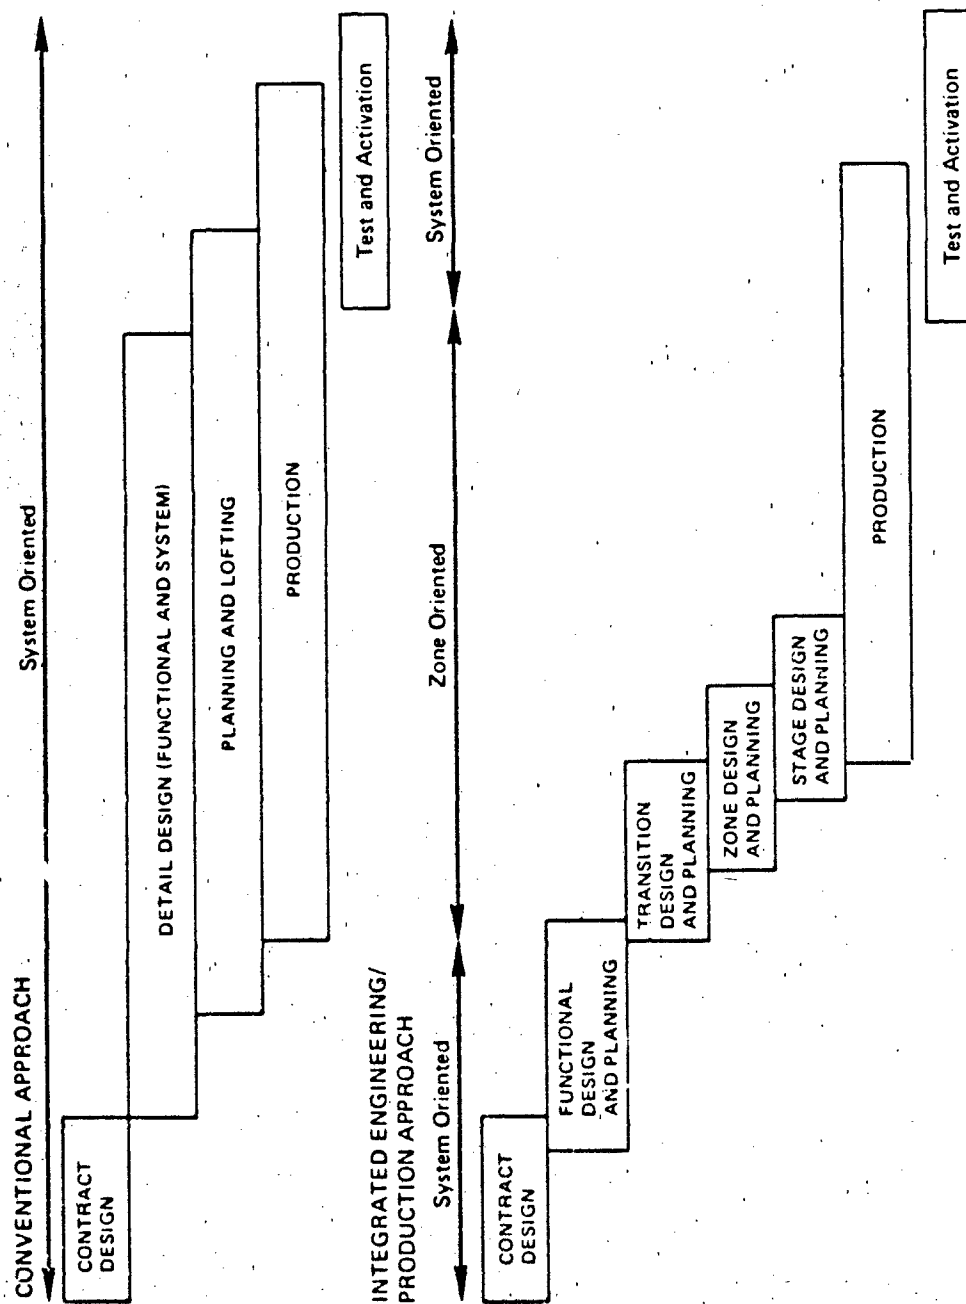 CONVENTIONAL APPROACH
System Oriented
CONTRACT
DESIGN
DETAIL DESIGN (FUNCTIONAL AND SYSTEM)
PLANNING AND LOFTING
PRODUCTION
Test and Activation
INTEGRATED ENGINEERING/
PRODUCTION APPROACH
System Oriented
Zone Oriented
System Oriented
CONTRACT
DESIGN
FUNCTIONAL
DESIGN
AND PLANNING
TRANSITION
DESIGN
AND PLANNING
ZONE DESIGN
AND PLANNING
STAGE DESIGN
AND PLANNING
PRODUCTION
Test and Activation